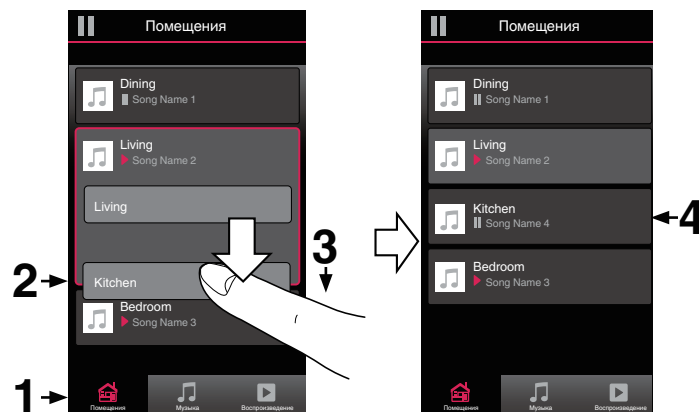 Помещения
Dining
Song Name 1
Living
Song Name 2
Living
Kitchen
Bedroom
Song Name 3
Помещения
Музыка
Воспроизведение
1
2
3
Помещения
Dining
Song Name 1
Living
Song Name 2
Kitchen
Song Name 4
Bedroom
Song Name 3
Помещения
Музыка
Воспроизведение
4